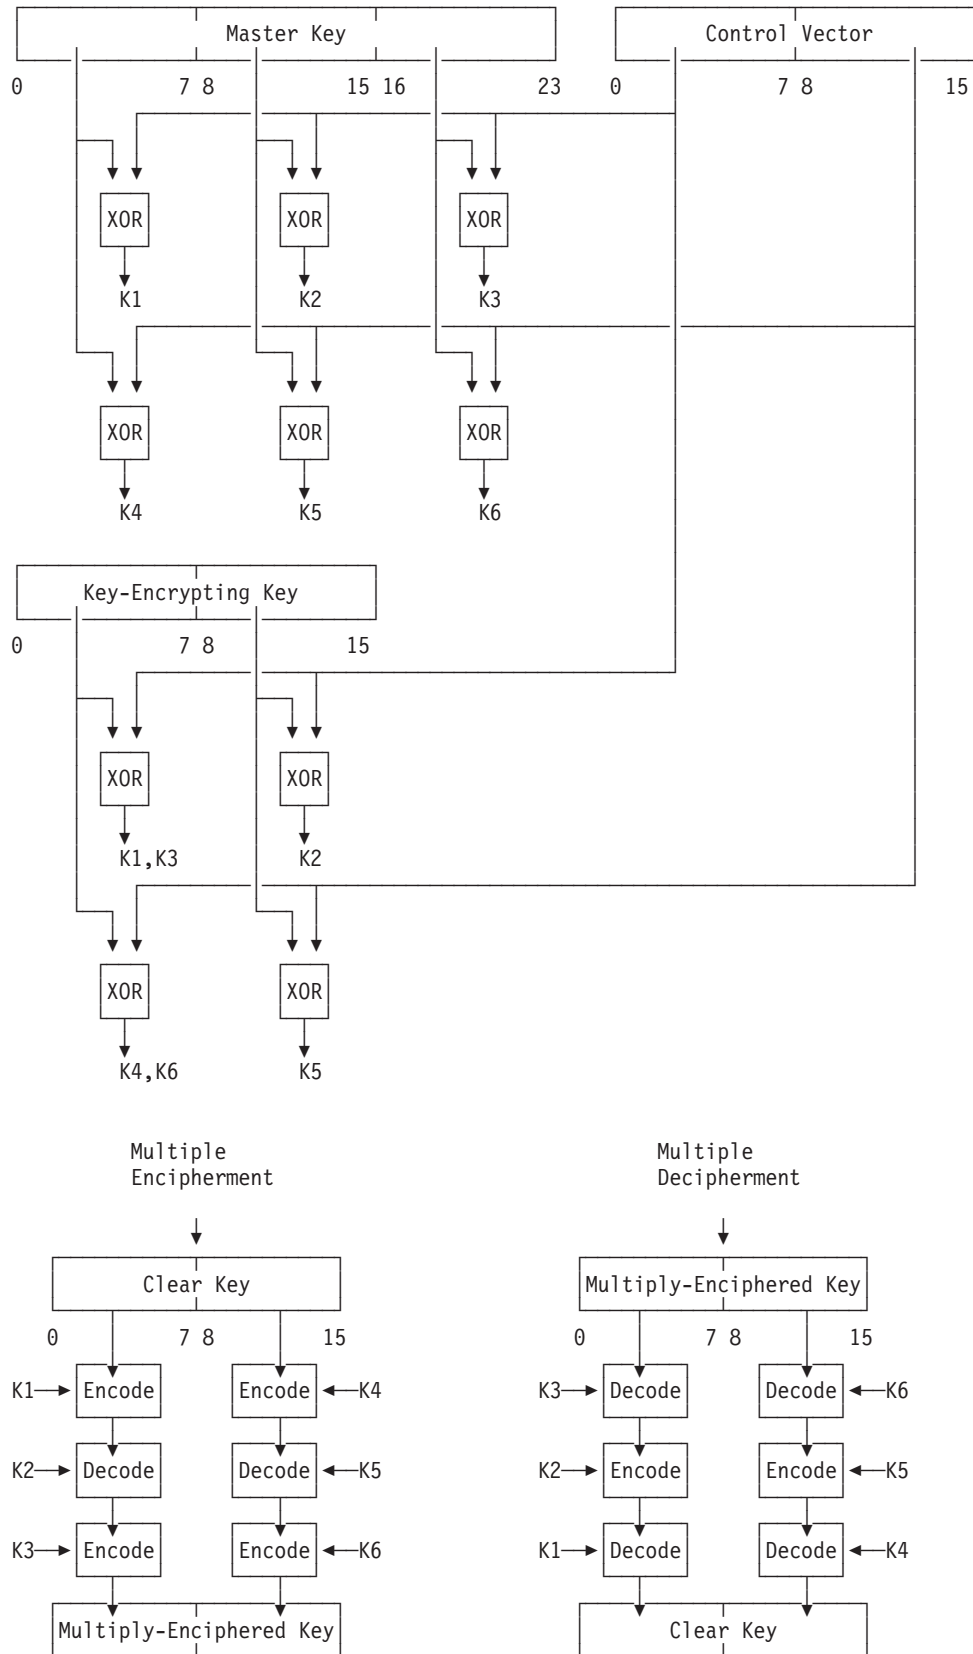 Master Key Control Vector
0 7 8 15 16 23 0 7 8 15
XOR XOR XOR
K1 K2 K3
XOR XOR XOR
K4 K5 K6
Key-Encrypting Key
0 7 8 15
XOR XOR
K1,K3 K2
XOR XOR
K4,K6 K5
Multiple Multiple
Encipherment Decipherment
Clear Key Multiply-Enciphered Key
0 7 8 15 0 7 8 15
K1 Encode Encode K4 K3 Decode Decode K6
K2 Decode Decode K5 K2 Encode Encode K5
K3 Encode Encode K6 K1 Decode Decode K4
Multiply-Enciphered Key Clear Key